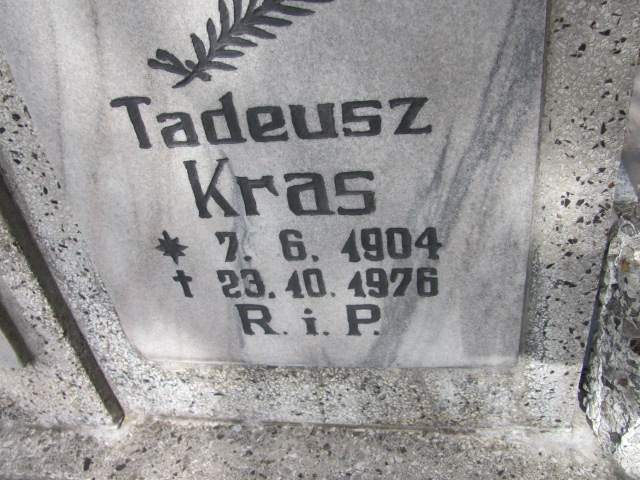 Tadeusz
Kras
* 7. 6. 1904
† 23. 10. 1976
R. i. P.